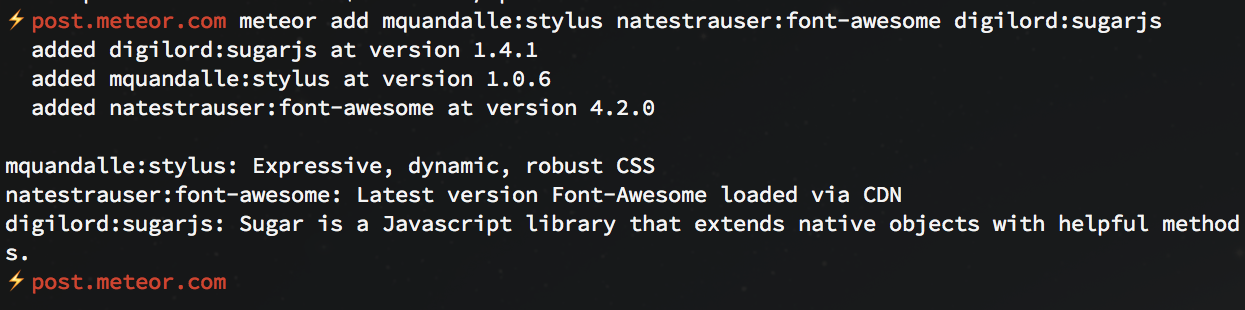 ⚡ post.meteor.com meteor add mquandalle:stylus natestrauser:font-awesome digilord:sugarjs
added digilord:sugarjs at version 1.4.1
added mquandalle:stylus at version 1.0.6
added natestrauser:font-awesome at version 4.2.0
mquandalle:stylus: Expressive, dynamic, robust CSS
natestrauser:font-awesome: Latest version Font-Awesome loaded via CDN
digilord:sugarjs: Sugar is a Javascript library that extends native objects with helpful method
s.
⚡ post.meteor.com